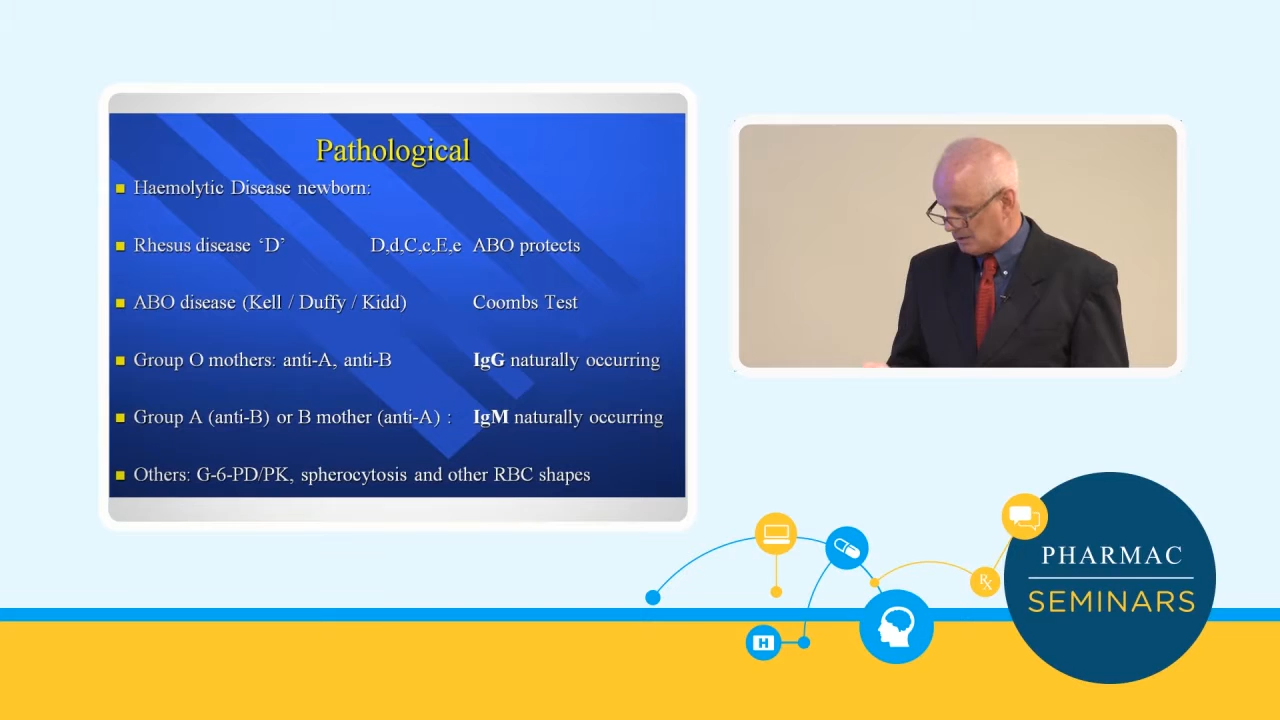 Pathological
Haemolytic Disease newborn:
Rhesus disease ‘D’ D,d,C,c,E,e ABO protects
ABO disease (Kell / Duffy / Kidd) Coombs Test
Group O mothers: anti-A, anti-B IgG naturally occurring
Group A (anti-B) or B mother (anti-A) : IgM naturally occurring
Others: G-6-PD/PK, spherocytosis and other RBC shapes
H
Rx
PHARMAC
SEMINARS